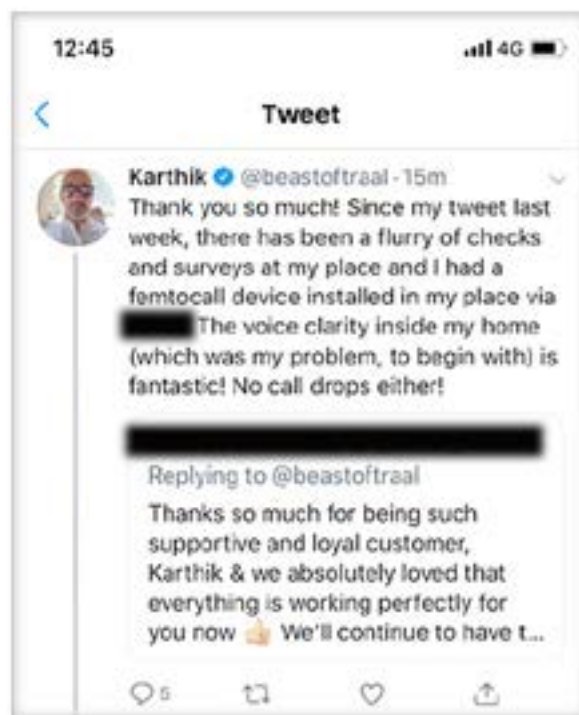 12:45 4G
Tweet
Karthik @beastoftraal-15m
Thank you so much! Since my tweet last
week, there has been a flurry of checks
and surveys at my place and I had a
femtocall device installed in my place via
The voice clarity inside my home
(which was my problem, to begin with) is
fantastic! No call drops either!
Replying to @beastoftraal
Thanks so much for being such
supportive and loyal customer,
Karthik & we absolutely loved that
everything is working perfectly for
you now 👍 We'll continue to have t...
5